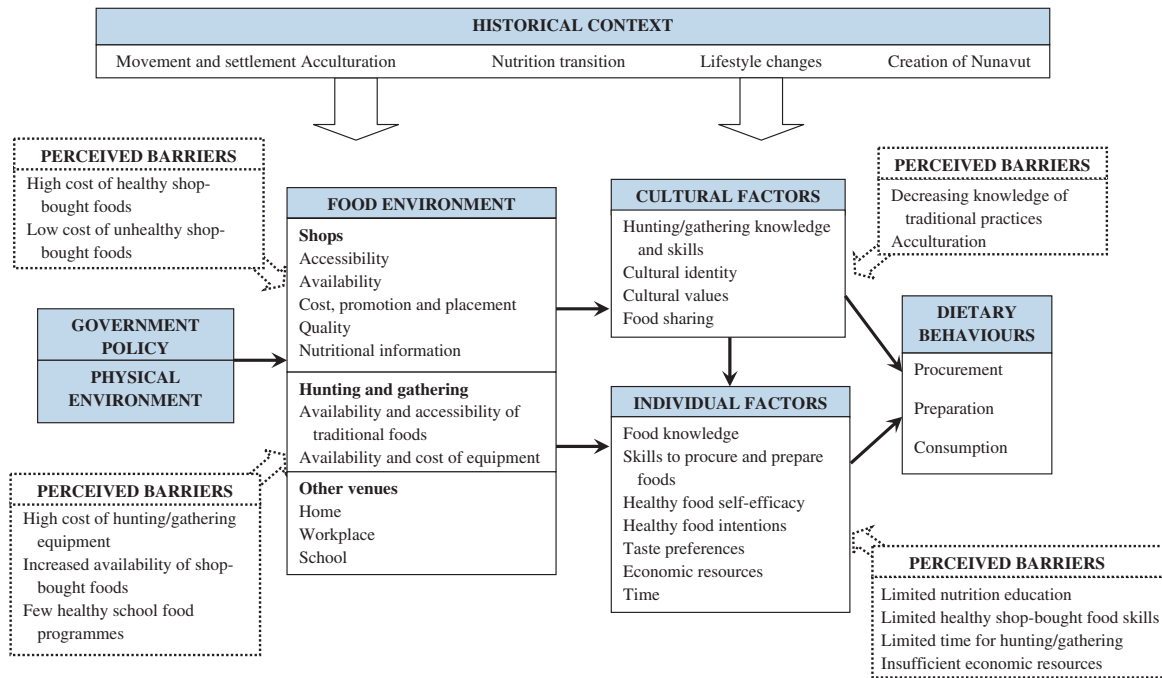 HISTORICAL CONTEXT
Movement and settlement Acculturation
Nutrition transition
Lifestyle changes
Creation of Nunavut
PERCEIVED BARRIERS
High cost of healthy shop-
bought foods
Low cost of unhealthy shop-
bought foods
GOVERNMENT
POLICY
PHYSICAL
ENVIRONMENT
PERCEIVED BARRIERS
High cost of hunting/gathering
equipment
Increased availability of shop-
bought foods
Few healthy school food
programmes
FOOD ENVIRONMENT
Shops
Accessibility
Availability
Cost, promotion and placement
Quality
Nutritional information
Hunting and gathering
Availability and accessibility of
traditional foods
Availability and cost of equipment
Other venues
Home
Workplace
School
CULTURAL FACTORS
Hunting/gathering knowledge
and skills
Cultural identity
Cultural values
Food sharing
INDIVIDUAL FACTORS
Food knowledge
Skills to procure and prepare
foods
Healthy food self-efficacy
Healthy food intentions
Taste preferences
Economic resources
Time
PERCEIVED BARRIERS
Decreasing knowledge of
traditional practices
Acculturation
DIETARY
BEHAVIOURS
Procurement
Preparation
Consumption
PERCEIVED BARRIERS
Limited nutrition education
Limited healthy shop-bought food skills
Limited time for hunting/gathering
Insufficient economic resources